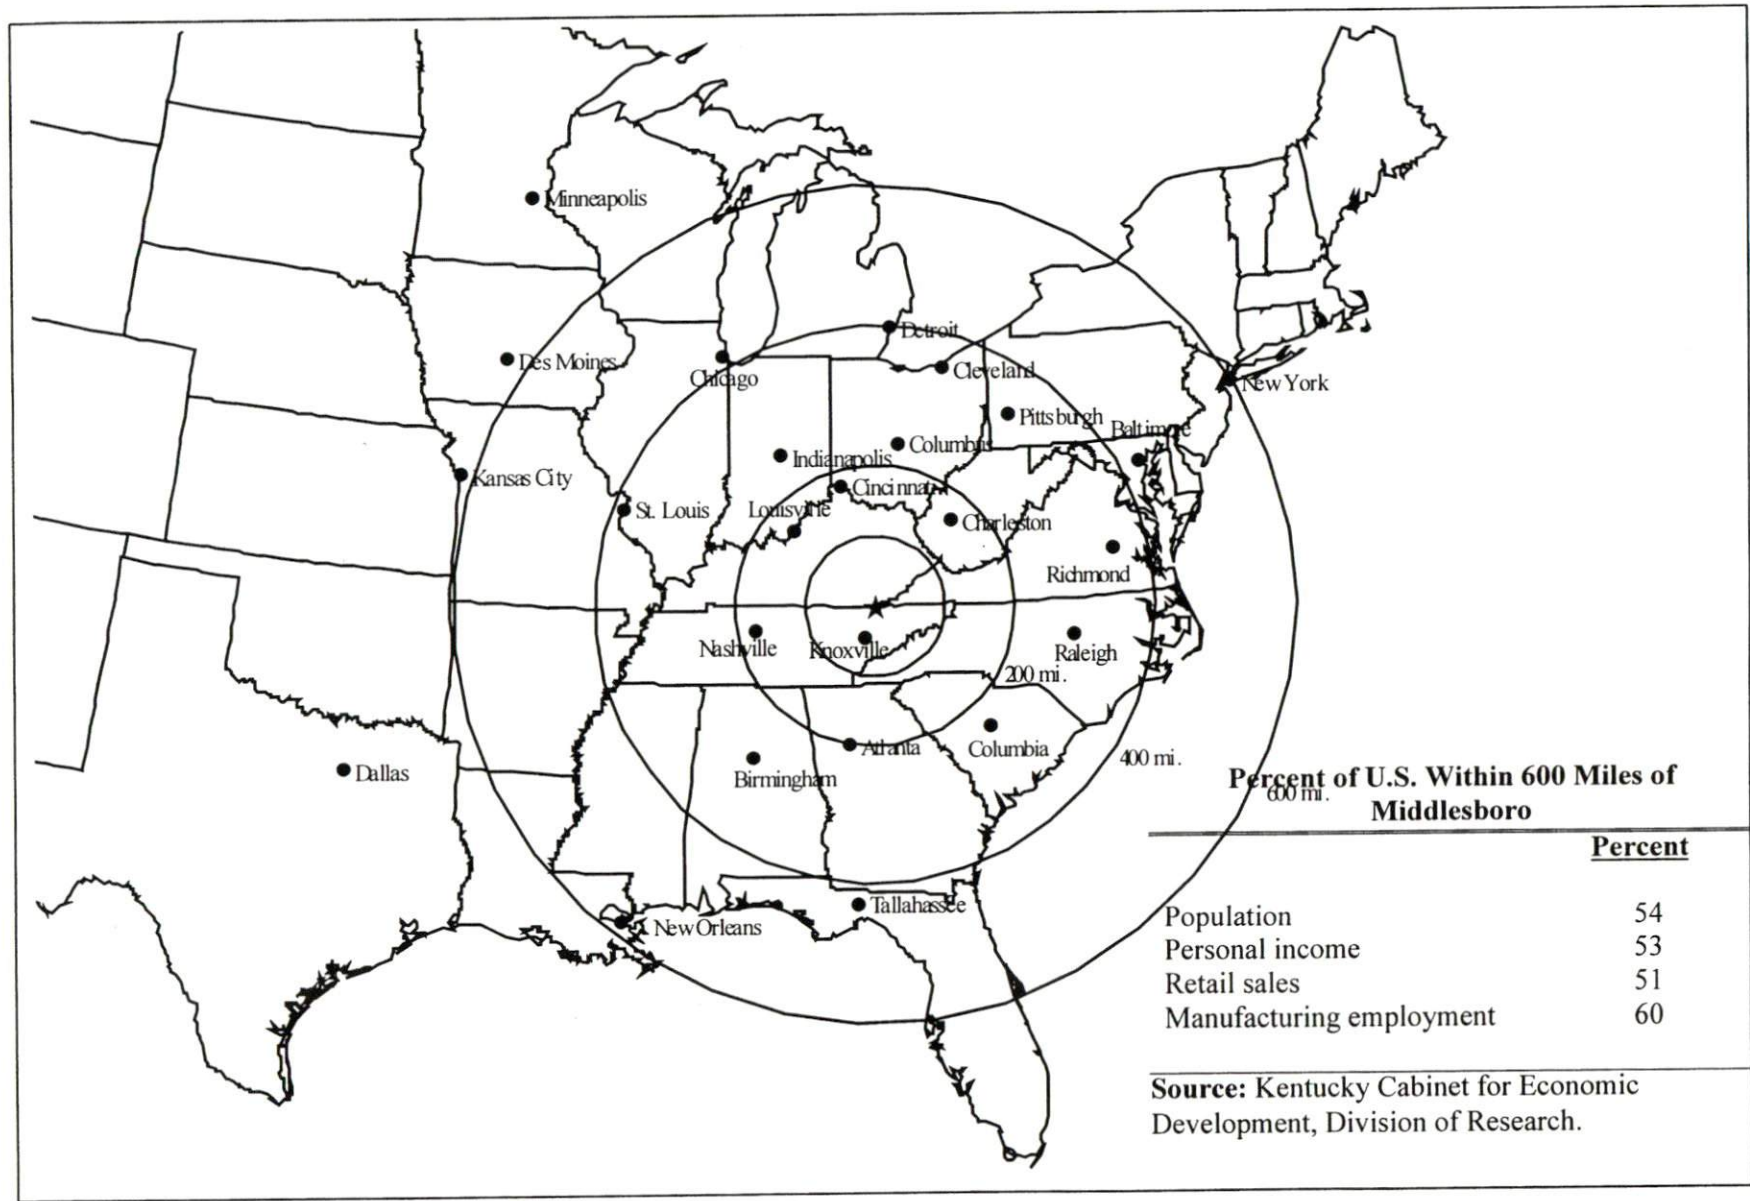 Minneapolis
Detroit
Des Moines
Chicago
Cleveland
New York
Pittsburgh
Baltimore
Columbus
Indianapolis
Kansas City
Cincinnati
St. Louis
Louisville
Charleston
Richmond
Nashville
Knoxville
Raleigh
200 mi.
Atlanta
Columbia
400 mi.
Dallas
Birmingham
600 mi.
Tallahassee
New Orleans
Percent of U.S. Within 600 Miles of
Middlesboro
Percent
Population 54
Personal income 53
Retail sales 51
Manufacturing employment 60
Source: Kentucky Cabinet for Economic
Development, Division of Research.